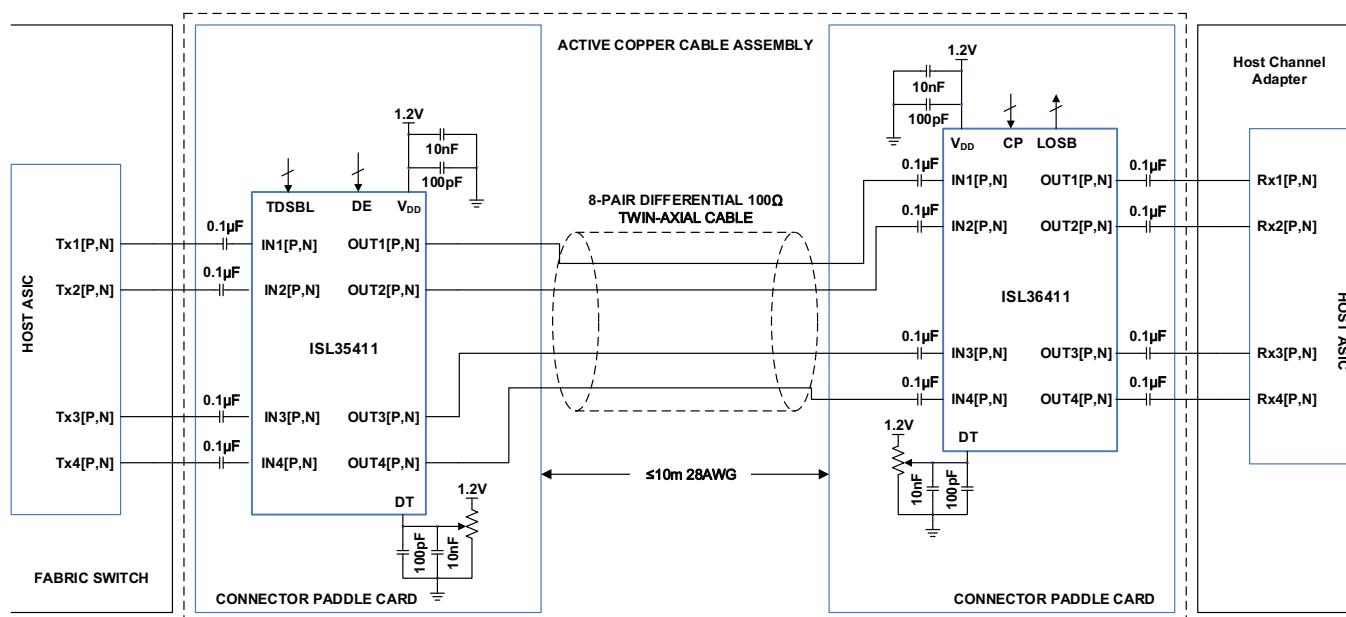 ACTIVE COPPER CABLE ASSEMBLY
FABRIC SWITCH
HOST ASIC
Tx1[P,N]
Tx2[P,N]
Tx3[P,N]
Tx4[P,N]
0.1µF
0.1µF
0.1µF
0.1µF
CONNECTOR PADDLE CARD
1.2V
10nF
100pF
TDSBL
DE
VDD
IN1[P,N]
OUT1[P,N]
IN2[P,N]
OUT2[P,N]
ISL35411
IN3[P,N]
OUT3[P,N]
IN4[P,N]
OUT4[P,N]
DT
1.2V
100pF
10nF
8-PAIR DIFFERENTIAL 100Ω
TWIN-AXIAL CABLE
≤10m 28AWG
1.2V
10nF
100pF
VDD
CP
LOSB
0.1µF
0.1µF
0.1µF
0.1µF
IN1[P,N]
OUT1[P,N]
IN2[P,N]
OUT2[P,N]
ISL36411
IN3[P,N]
OUT3[P,N]
IN4[P,N]
OUT4[P,N]
DT
1.2V
10nF
100pF
CONNECTOR PADDLE CARD
0.1µF
0.1µF
0.1µF
0.1µF
Host Channel
Adapter
Rx1[P,N]
Rx2[P,N]
Rx3[P,N]
Rx4[P,N]
HOST ASIC